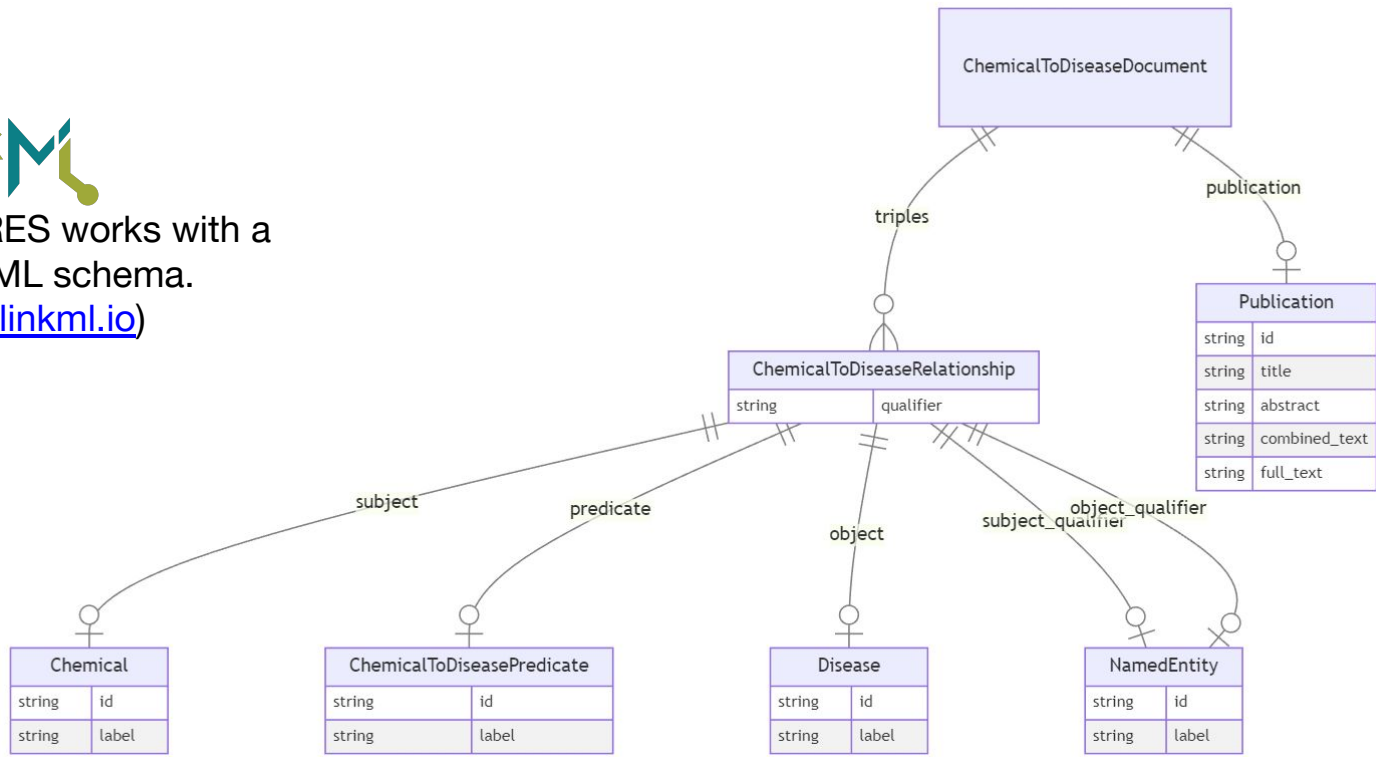 ChemicalToDiseaseDocument
ML
RES works with a
ML schema.
linkml.io)
triples
publication
Publication
string id
string title
string abstract
string combined_text
string full_text
ChemicalToDiseaseRelationship
string qualifier
subject
predicate
object
subject_qualifier
object_qualifier
Chemical
string id
string label
ChemicalToDiseasePredicate
string id
string label
Disease
string id
string label
NamedEntity
string id
string label